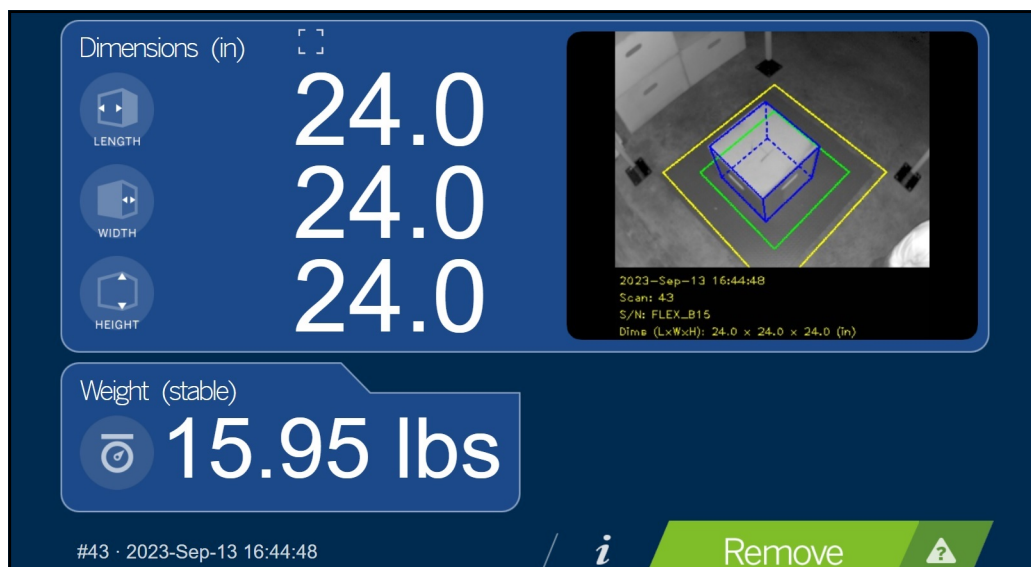 Dimensions (in)
LENGTH
24.0
WIDTH
24.0
HEIGHT
24.0
2023-Sep-13 16:44:48
Scan: 43
S/N: FLEX_B15
Dims (LxWxH): 24.0 x 24.0 x 24.0 (in)
Weight (stable)
15.95 lbs
#43 · 2023-Sep-13 16:44:48
i
Remove
?